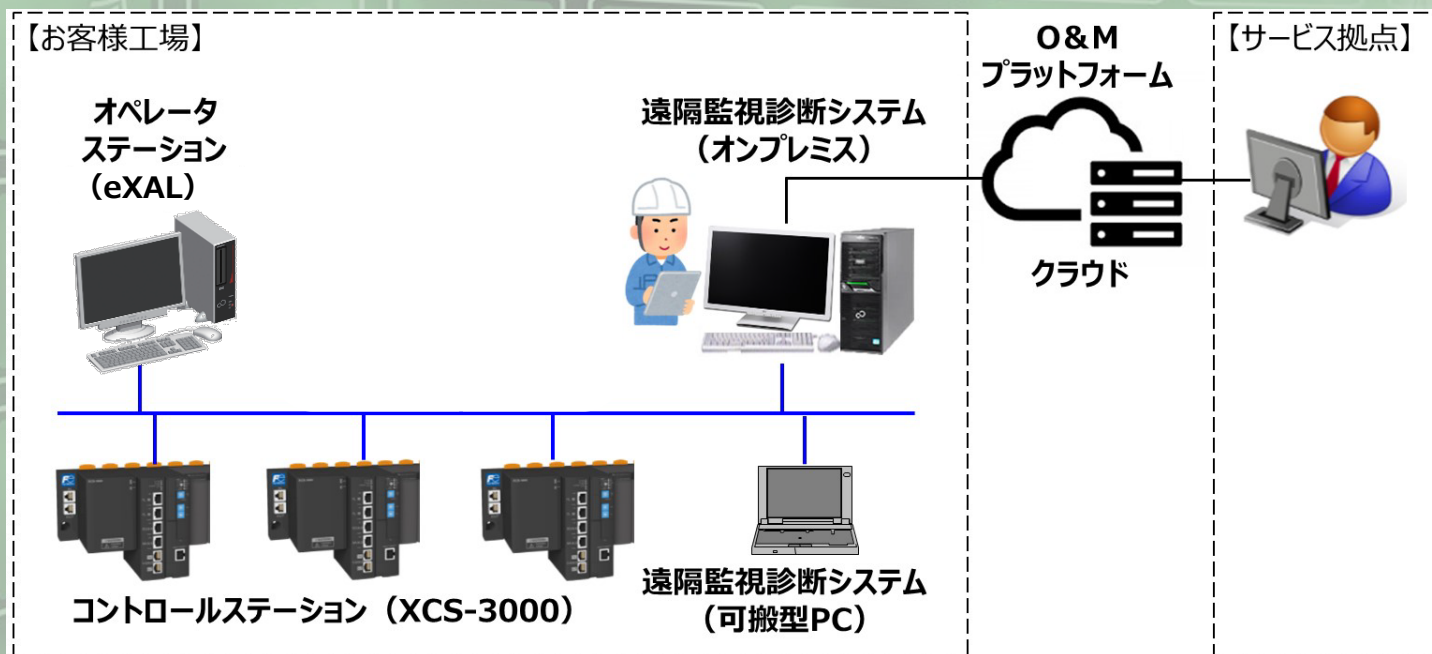 【お客様工場】
オペレータ
ステーション
（eXAL）
遠隔監視診断システム
（オンプレミス）
O&M
プラットフォーム
クラウド
【サービス拠点】
コントロールステーション（XCS-3000）
遠隔監視診断システム
（可搬型PC）